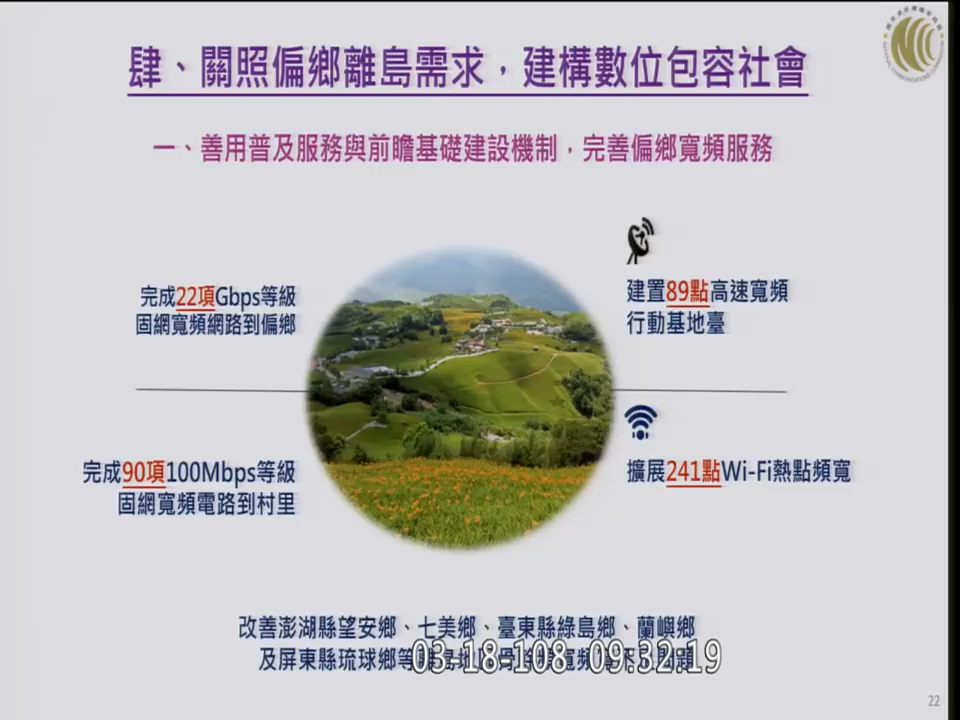 肆、關照偏鄉離島需求，建構數位包容社會
一、善用普及服務與前瞻基礎建設機制，完善偏鄉寬頻服務
完成22項Gbps等級
固網寬頻網路到偏鄉
建置89點高速寬頻
行動基地臺
完成90項100Mbps等級
固網寬頻電路到村里
擴展241點Wi-Fi熱點頻寬
改善澎湖縣望安鄉、七美鄉、臺東縣綠島鄉、蘭嶼鄉
及屏東縣琉球鄉等
03-18-108 09:32:19
22